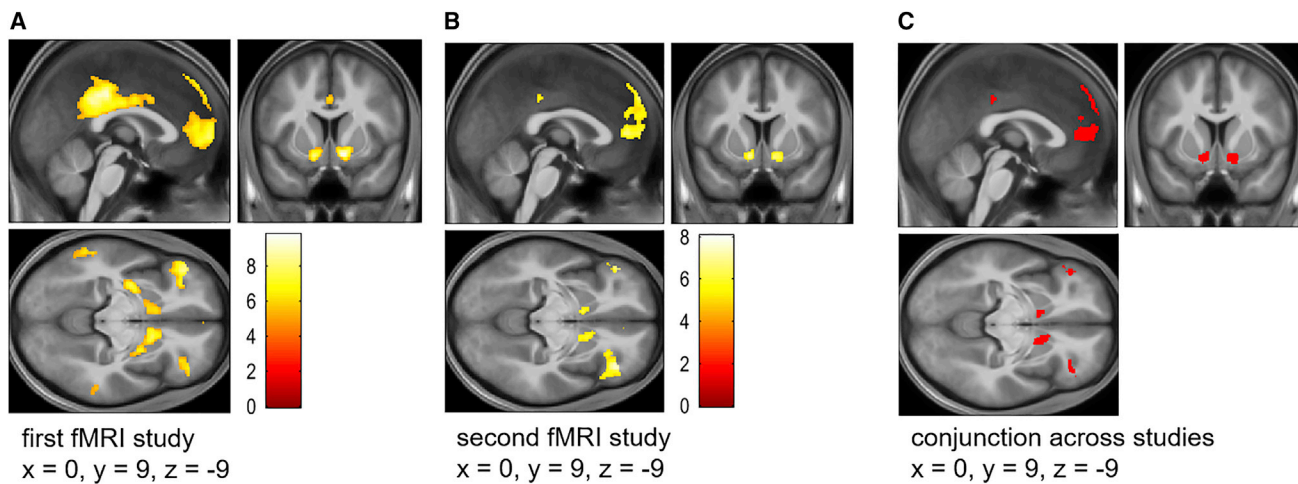 A
B
C
8
6
4
2
0
8
6
4
2
0
first fMRI study
x = 0, y = 9, z = -9
second fMRI study
x = 0, y = 9, z = -9
conjunction across studies
x = 0, y = 9, z = -9